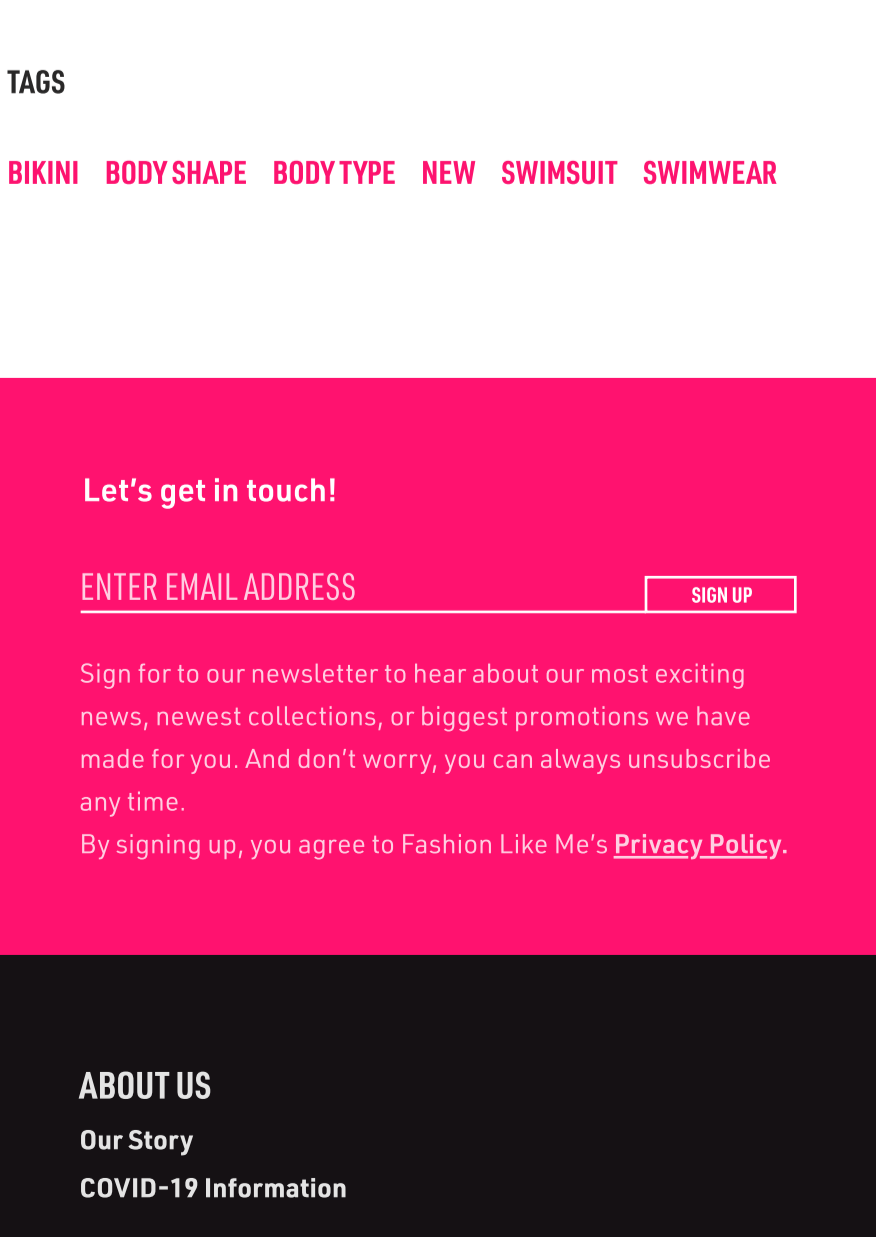 TAGS
BIKINI BODY SHAPE BODY TYPE NEW SWIMSUIT SWIMWEAR
Let’s get in touch!
ENTER EMAIL ADDRESS SIGN UP
Sign for to our newsletter to hear about our most exciting
news, newest collections, or biggest promotions we have
made for you. And don’t worry, you can always unsubscribe
any time.
By signing up, you agree to Fashion Like Me’s Privacy Policy.
ABOUT US
Our Story
COVID-19 Information